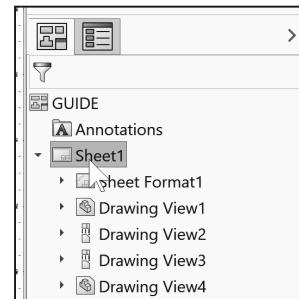 GUIDE
Annotations
Sheet1
Sheet Format1
Drawing View1
Drawing View2
Drawing View3
Drawing View4